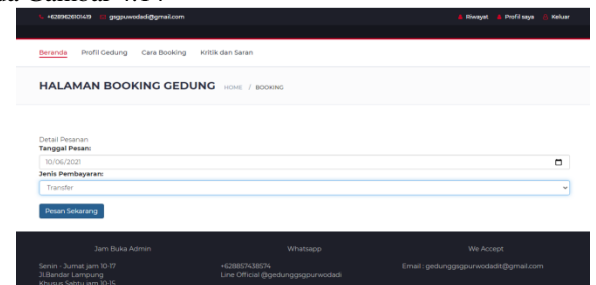 +6289626101419 gsgpuwodadi@gmail.com Riwayat Profil saya Keluar
Beranda Profil Gedung Cara Booking Kritik dan Saran
HALAMAN BOOKING GEDUNG HOME / BOOKING
Detail Pesanan
Tanggal Pesan:
10/06/2021
Jenis Pembayaran:
Transfer
Pesan Sekarang
Jam Buka Admin Whatsapp We Accept
Senin - Jumat jam 10-17 +628857438574 Email : gedunggsgpurwodadit@gmail.com
Jl.Bandar Lampung Line Official @gedunggsgpurwodadi
Khusus Sabtu jam 10-15